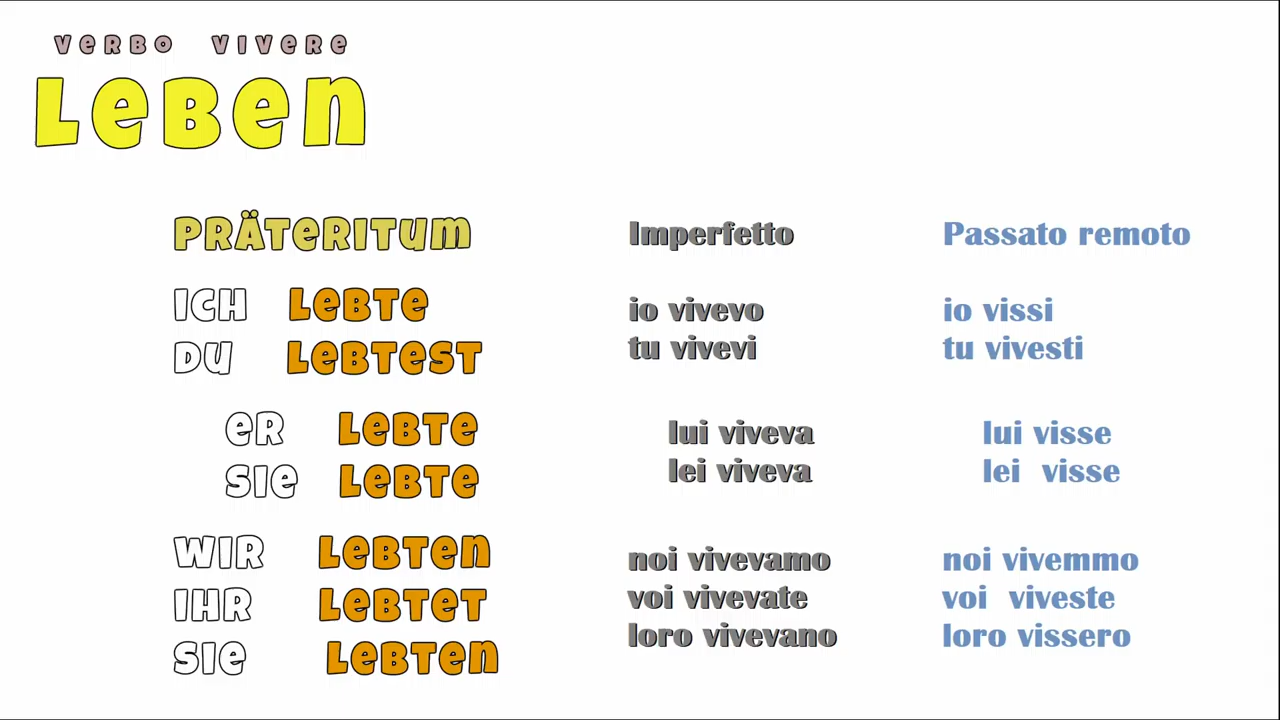 VERBO VIVERE
LEBEN
PRÄTERITUM Imperfetto Passato remoto
ICH LEBTE io vivevo io vissi
DU LEBTEST tu vivevi tu vivesti
ER LEBTE lui viveva lui visse
SIE LEBTE lei viveva lei visse
WIR LEBTEN noi vivevamo noi vivemmo
IHR LEBTET voi vivevate voi viveste
SIE LEBTEN loro vivevano loro vissero